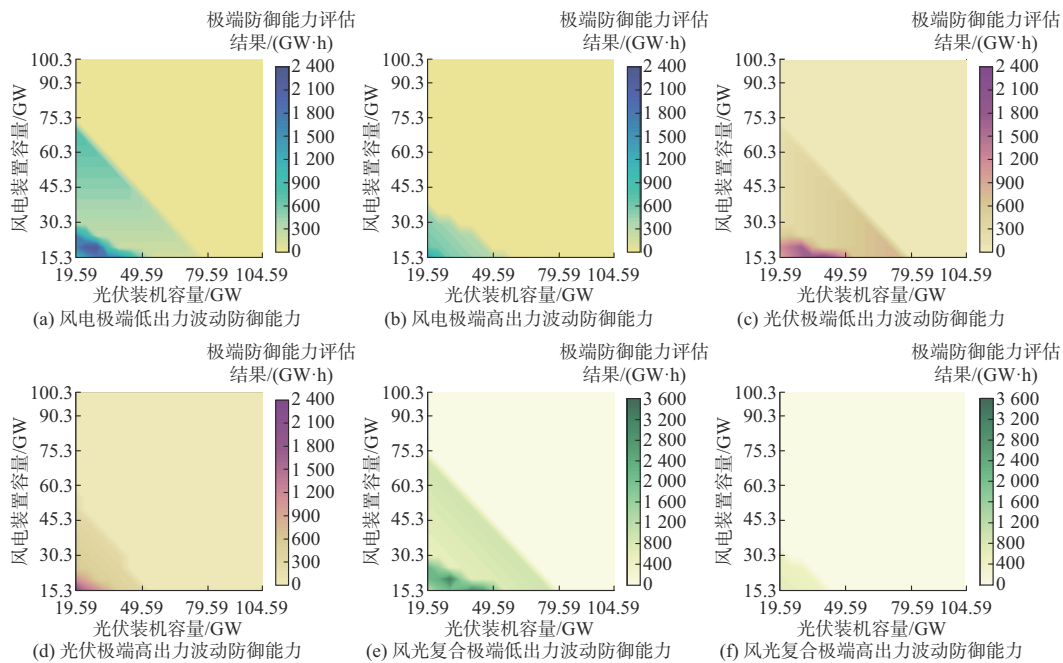 极端防御能力评估
结果/(GW·h)
100.3
90.3
75.3
60.3
45.3
30.3
15.3
风电装置容量/GW
19.59 49.59 79.59 104.59
光伏装机容量/GW
2 400
2 100
1 800
1 500
1 200
900
600
300
0
(a) 风电极端低出力波动防御能力
极端防御能力评估
结果/(GW·h)
100.3
90.3
75.3
60.3
45.3
30.3
15.3
风电装置容量/GW
19.59 49.59 79.59 104.59
光伏装机容量/GW
2 400
2 100
1 800
1 500
1 200
900
600
300
0
(b) 风电极端高出力波动防御能力
极端防御能力评估
结果/(GW·h)
100.3
90.3
75.3
60.3
45.3
30.3
15.3
风电装置容量/GW
19.59 49.59 79.59 104.59
光伏装机容量/GW
2 400
2 100
1 800
1 500
1 200
900
600
300
0
(c) 光伏极端低出力波动防御能力
极端防御能力评估
结果/(GW·h)
100.3
90.3
75.3
60.3
45.3
30.3
15.3
风电装置容量/GW
19.59 49.59 79.59 104.59
光伏装机容量/GW
2 400
2 100
1 800
1 500
1 200
900
600
300
0
(d) 光伏极端高出力波动防御能力
极端防御能力评估
结果/(GW·h)
100.3
90.3
75.3
60.3
45.3
30.3
15.3
风电装置容量/GW
19.59 49.59 79.59 104.59
光伏装机容量/GW
3 600
3 200
2 800
2 400
2 000
1 600
1 200
800
400
0
(e) 风光复合极端低出力波动防御能力
极端防御能力评估
结果/(GW·h)
100.3
90.3
75.3
60.3
45.3
30.3
15.3
风电装置容量/GW
19.59 49.59 79.59 104.59
光伏装机容量/GW
3 600
3 200
2 800
2 400
2 000
1 600
1 200
800
400
0
(f) 风光复合极端高出力波动防御能力